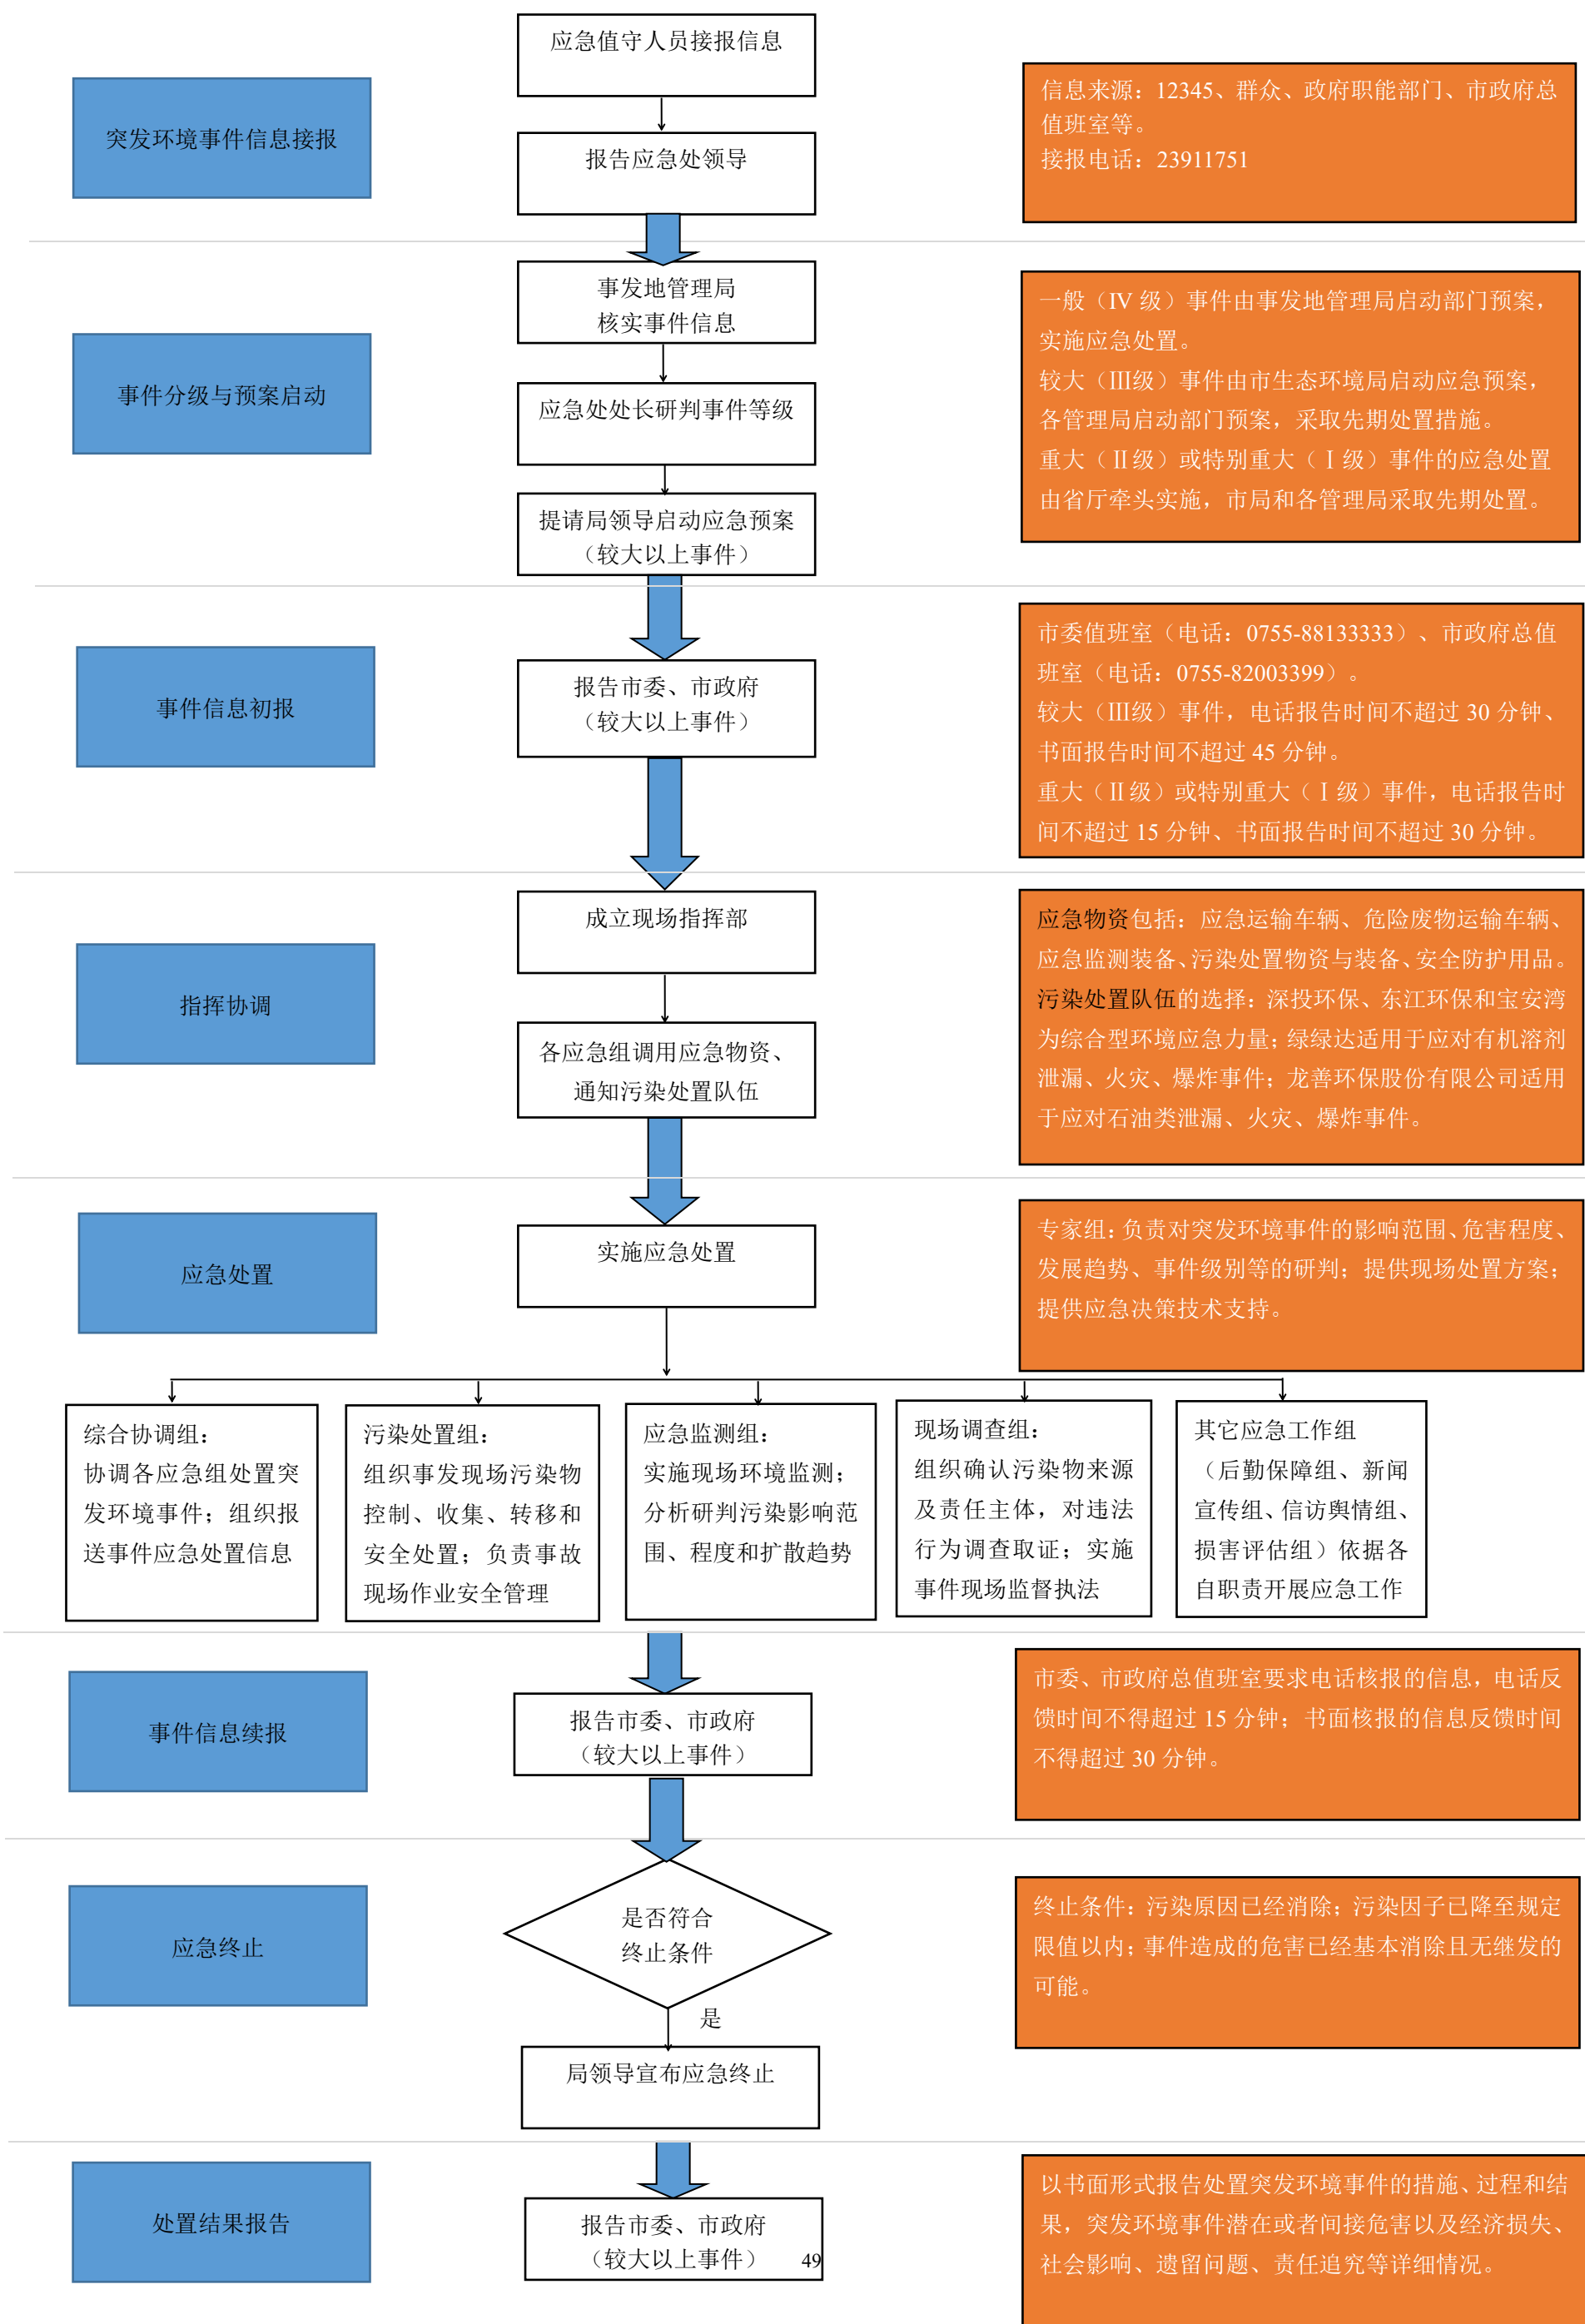 应急值守人员接报信息
突发环境事件信息接报
报告应急处领导
信息来源：12345、群众、政府职能部门、市政府总
值班室等。
接报电话：23911751
事发地管理局
核实事件信息
事件分级与预案启动
应急处处长研判事件等级
提请局领导启动应急预案
（较大以上事件）
一般（IV 级）事件由事发地管理局启动部门预案，
实施应急处置。
较大（Ⅲ级）事件由市生态环境局启动应急预案，
各管理局启动部门预案，采取先期处置措施。
重大（Ⅱ级）或特别重大（Ⅰ级）事件的应急处置
由省厅牵头实施，市局和各管理局采取先期处置。
事件信息初报
报告市委、市政府
（较大以上事件）
市委值班室（电话：0755-88133333）、市政府总值
班室（电话：0755-82003399）。
较大（Ⅲ级）事件，电话报告时间不超过 30 分钟、
书面报告时间不超过 45 分钟。
重大（Ⅱ级）或特别重大（Ⅰ级）事件，电话报告时
间不超过 15 分钟、书面报告时间不超过 30 分钟。
成立现场指挥部
指挥协调
各应急组调用应急物资、
通知污染处置队伍
应急物资包括：应急运输车辆、危险废物运输车辆、
应急监测装备、污染处置物资与装备、安全防护用品。
污染处置队伍的选择：深投环保、东江环保和宝安湾
为综合型环境应急力量；绿绿达适用于应对有机溶剂
泄漏、火灾、爆炸事件；龙善环保股份有限公司适用
于应对石油类泄漏、火灾、爆炸事件。
应急处置
实施应急处置
专家组：负责对突发环境事件的影响范围、危害程度、
发展趋势、事件级别等的研判；提供现场处置方案；
提供应急决策技术支持。
综合协调组：
协调各应急组处置突
发环境事件；组织报
送事件应急处置信息
污染处置组：
组织事发现场污染物
控制、收集、转移和
安全处置；负责事故
现场作业安全管理
应急监测组：
实施现场环境监测；
分析研判污染影响范
围、程度和扩散趋势
现场调查组：
组织确认污染物来源
及责任主体，对违法
行为调查取证；实施
事件现场监督执法
其它应急工作组
（后勤保障组、新闻
宣传组、信访舆情组、
损害评估组）依据各
自职责开展应急工作
事件信息续报
报告市委、市政府
（较大以上事件）
市委、市政府总值班室要求电话核报的信息，电话反
馈时间不得超过 15 分钟；书面核报的信息反馈时间
不得超过 30 分钟。
应急终止
是否符合
终止条件
是
局领导宣布应急终止
终止条件：污染原因已经消除；污染因子已降至规定
限值以内；事件造成的危害已经基本消除且无继发的
可能。
处置结果报告
报告市委、市政府
（较大以上事件）
49
以书面形式报告处置突发环境事件的措施、过程和结
果，突发环境事件潜在或者间接危害以及经济损失、
社会影响、遗留问题、责任追究等详细情况。